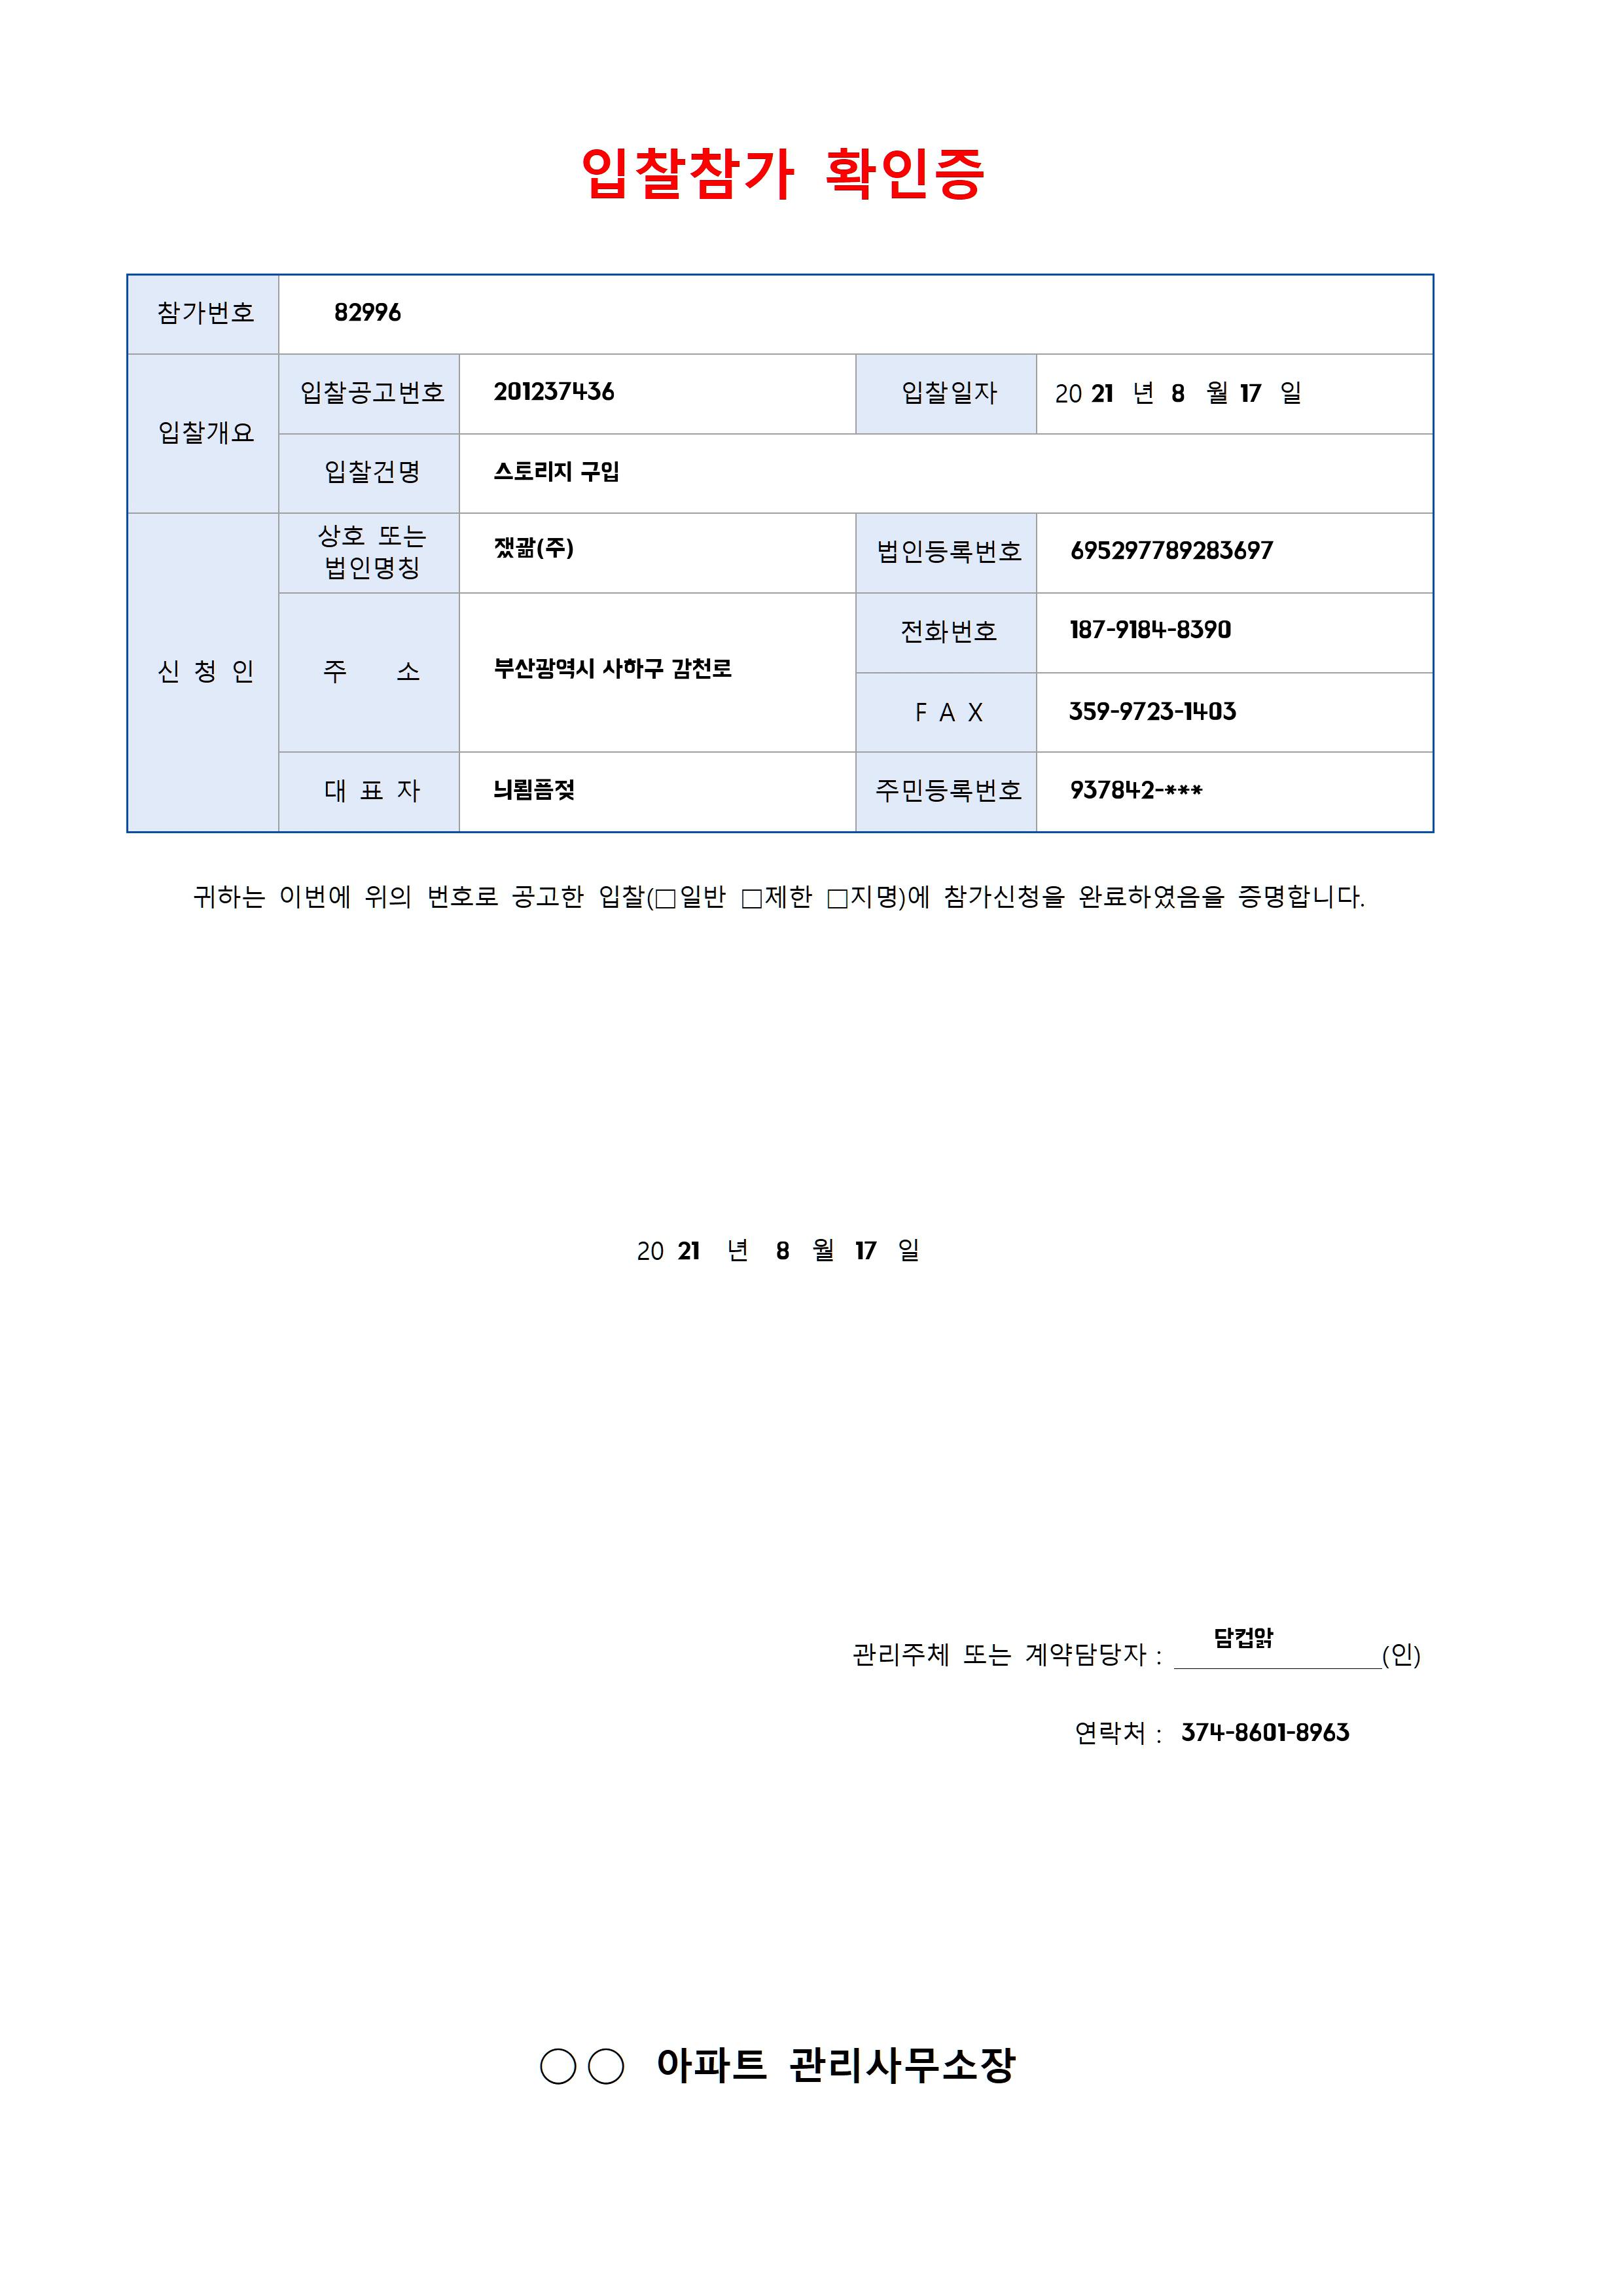 입찰참가 확인증
참가번호 82996
입찰개요 입찰공고번호 201237436 입찰일자 20 21 년 8 월 17 일
입찰건명 스토리지 구입
신 청 인 상호 또는 법인명칭 쟀굚(주) 법인등록번호 695297789283697
주 소 부산광역시 사하구 감천로 전화번호 187-9184-8390
F A X 359-9723-1403
대 표 자 주민등록번호 937842-***
귀하는 이번에 위의 번호로 공고한 입찰(□일반 □제한 □지명)에 참가신청을 완료하였음을 증명합니다.
20 21 년 8 월 17 일
관리주체 또는 계약담당자 : 담컵앍 (인)
연락처 : 374-8601-8963
○○ 아파트 관리사무소장